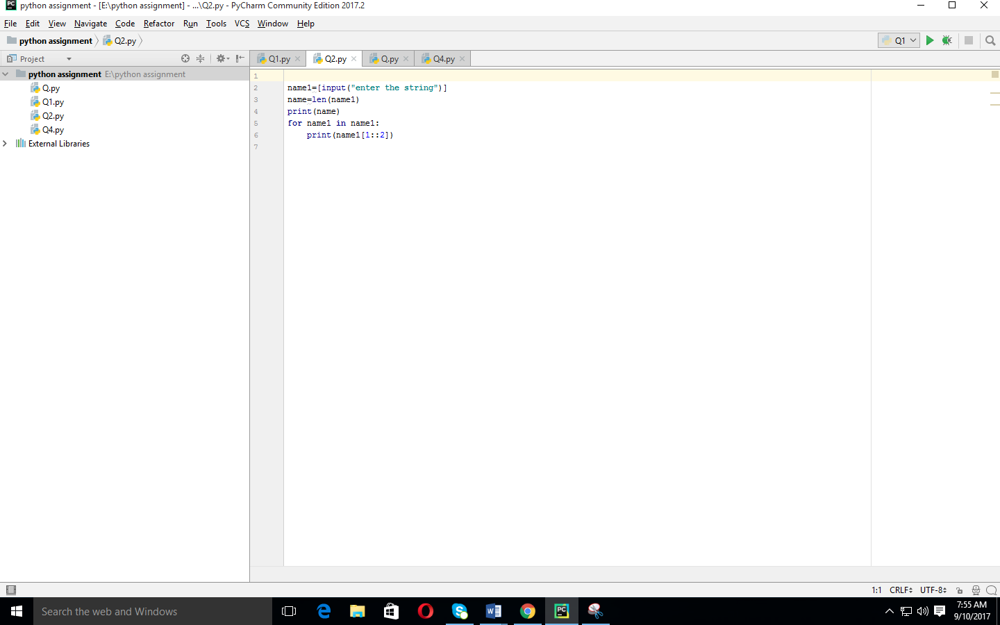 python assignment - [E:\python assignment] - ...\Q2.py - PyCharm Community Edition 2017.2
File Edit View Navigate Code Refactor Run Tools VCS Window Help
python assignment Q2.py
Q1
Project
Q1.py Q2.py Q.py Q4.py
python assignment E:\python assignment
Q.py
Q1.py
Q2.py
Q4.py
External Libraries
1
2 name1=[input("enter the string")]
3 name=len(name1)
4 print(name)
5 for name1 in name1:
6 print(name1[1::2])
7
1:1 CRLF UTF-8
Search the web and Windows
7:55 AM
9/10/2017